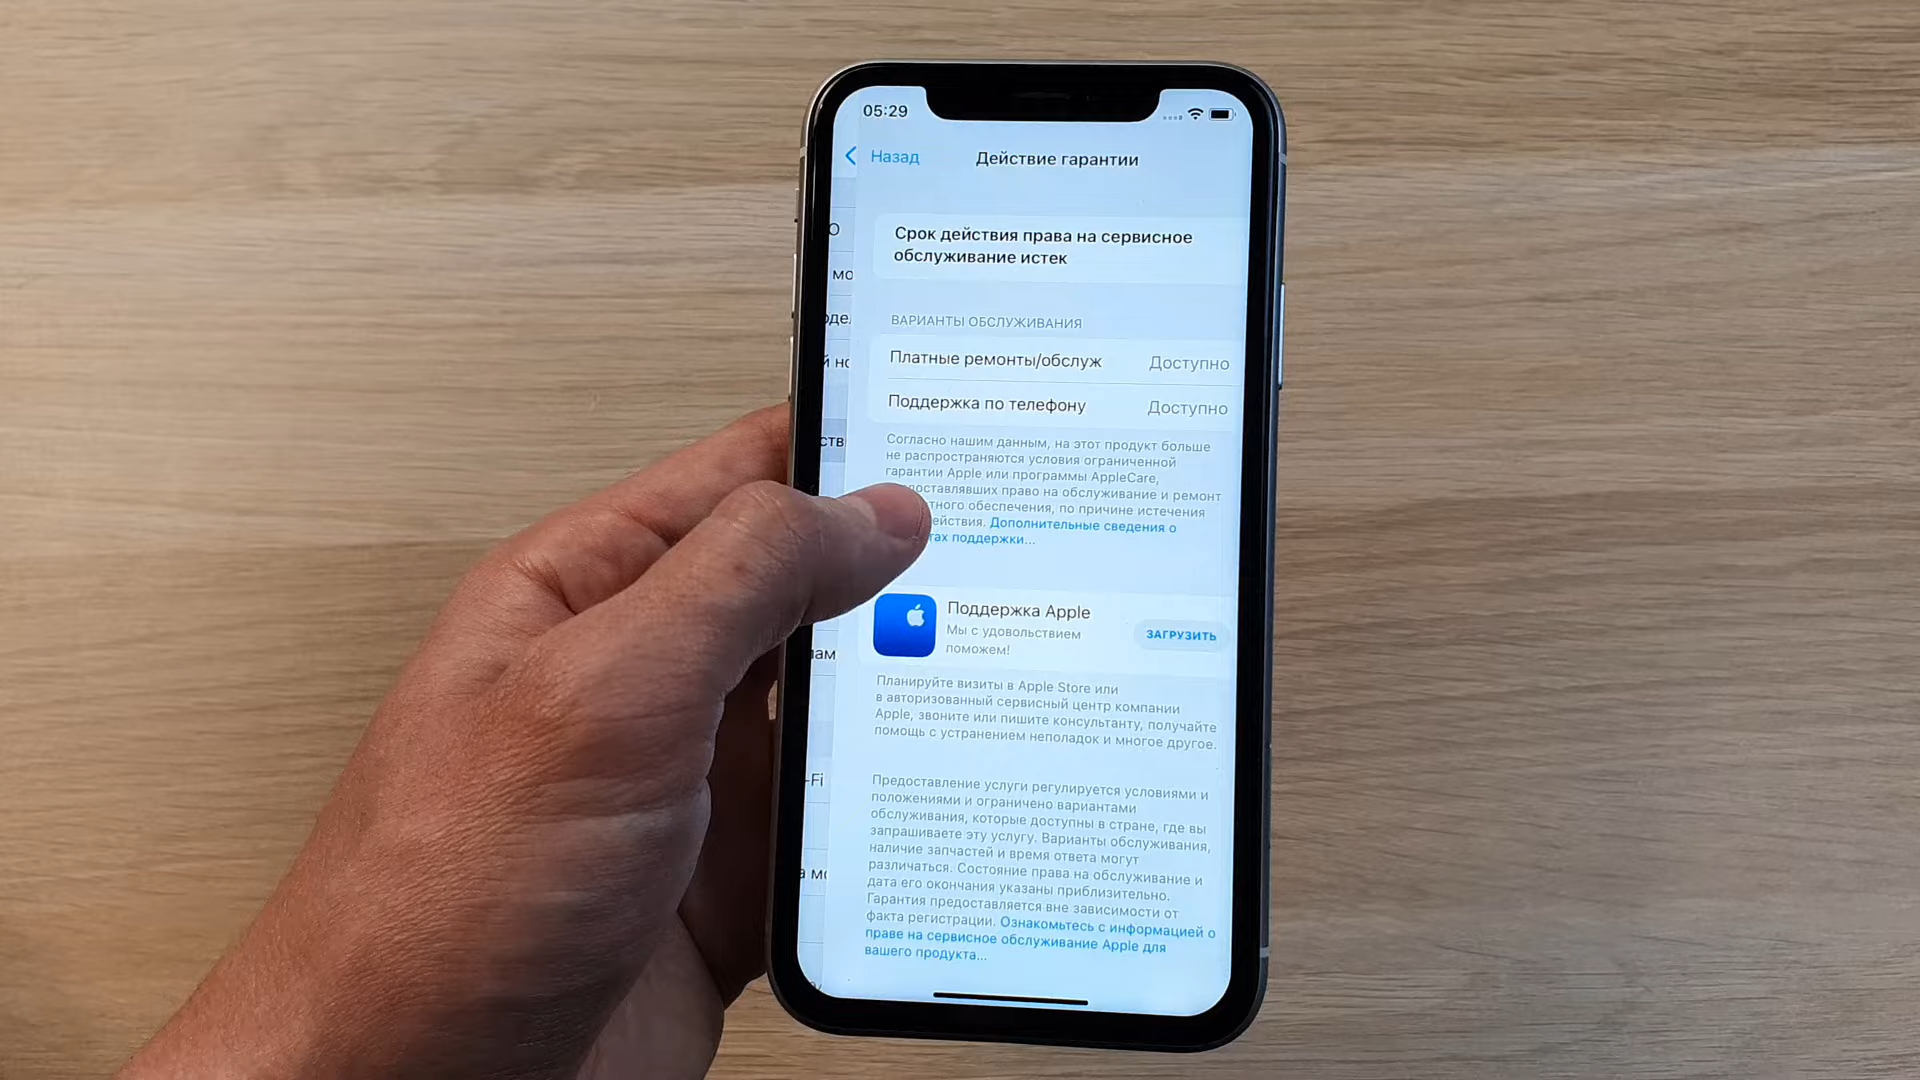 05:29
Назад
Действие гарантии
Срок действия права на сервисное
обслуживание истек
ВАРИАНТЫ ОБСЛУЖИВАНИЯ
Платные ремонты/обслуж
Доступно
Поддержка по телефону
Доступно
Согласно нашим данным, на этот продукт больше
не распространяются условия ограниченной
гарантии Apple или программы AppleCare,
доставлявших право на обслуживание и ремонт
тного обеспечения, по причине истечения
ействия. Дополнительные сведения о
тах поддержки...
Поддержка Apple
Мы с удовольствием
поможем!
ЗАГРУЗИТЬ
Планируйте визиты в Apple Store или
в авторизованный сервисный центр компании
Apple, звоните или пишите консультанту, получайте
помощь с устранением неполадок и многое другое.
Предоставление услуги регулируется условиями и
положениями и ограничено вариантами
обслуживания, которые доступны в стране, где вы
запрашиваете эту услугу. Варианты обслуживания,
наличие запчастей и время ответа могут
различаться. Состояние права на обслуживание и
дата его окончания указаны приблизительно.
Гарантия предоставляется вне зависимости от
факта регистрации. Ознакомьтесь с информацией о
праве на сервисное обслуживание Apple для
вашего продукта...